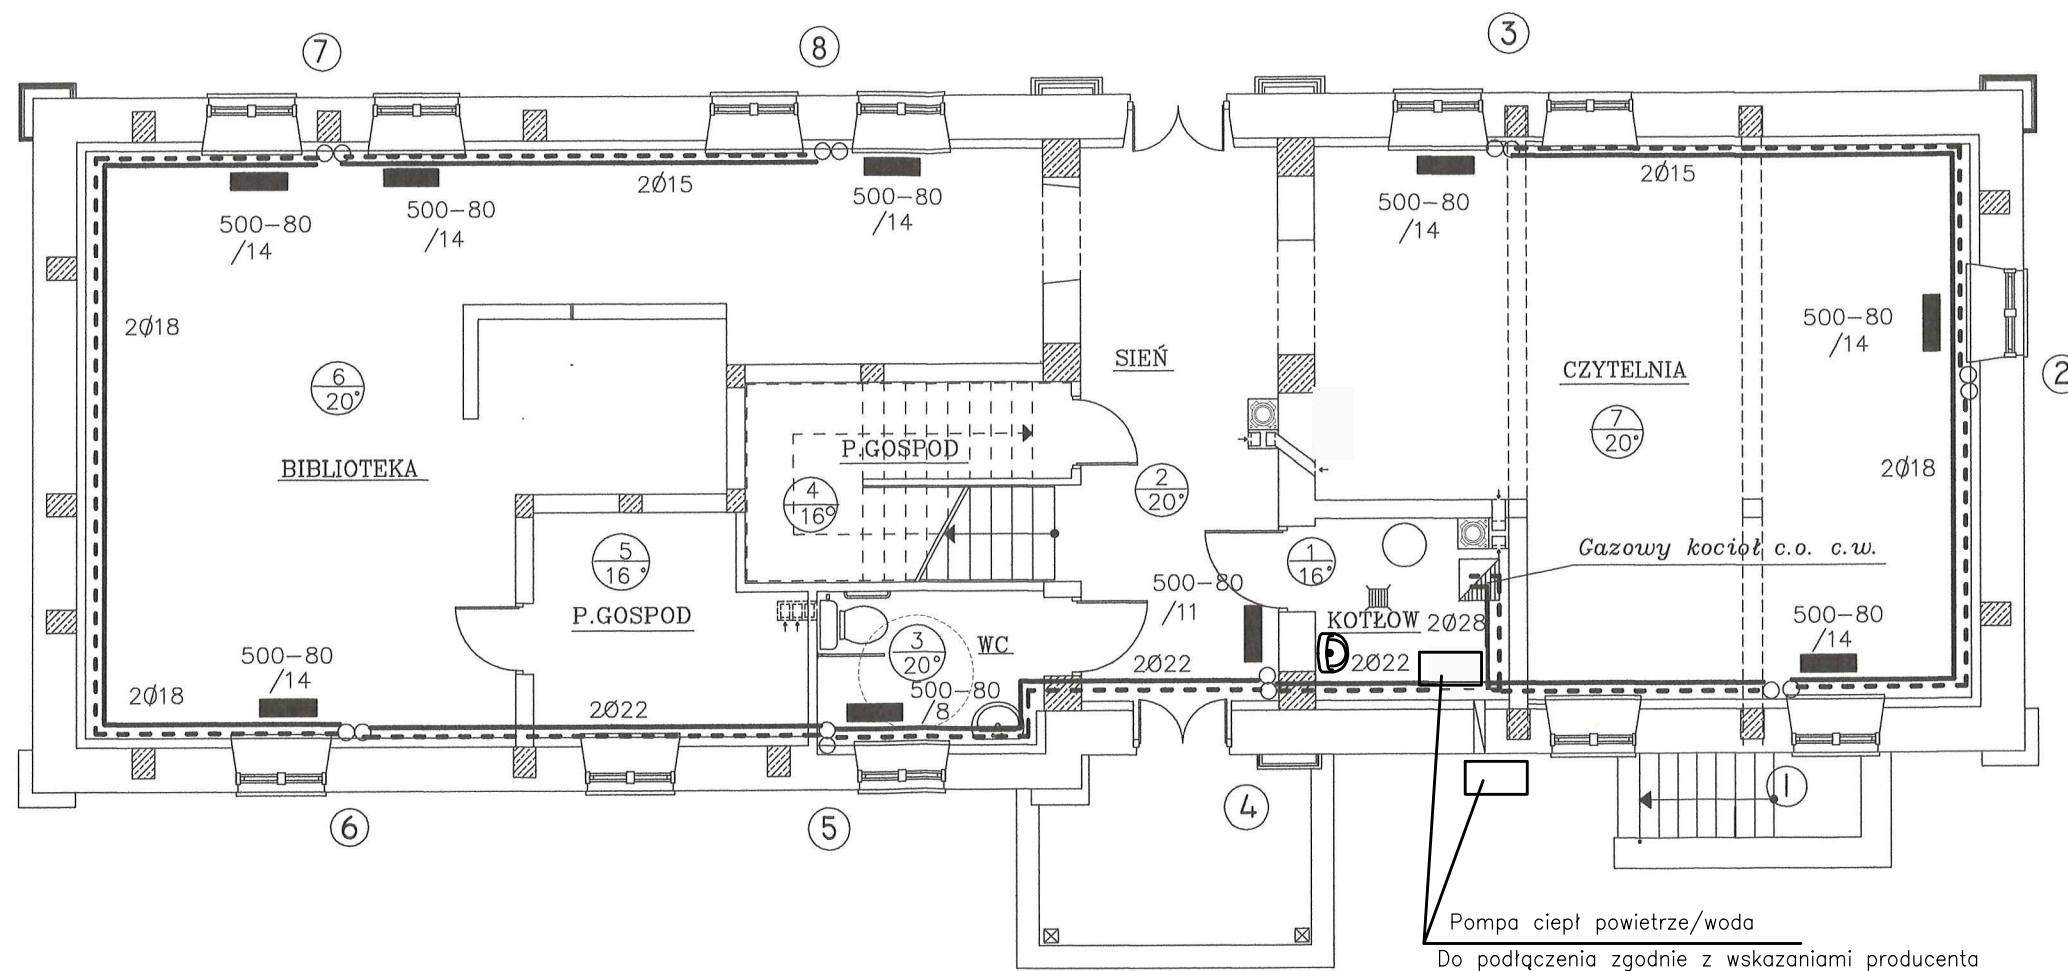 7
8
3
2Ø15
2Ø15
500-80
/14
500-80
/14
500-80
/14
500-80
/14
500-80
/14
2Ø18
SIEŃ
CZYTELNIA
2
6
20°
7
20°
BIBLIOTEKA
P.GOSPOD
2Ø18
4
16°
2
20°
5
16°
1
16°
Gazowy kocioł c.o. c.w.
500-80
/11
P.GOSPOD
KOTŁOW
2Ø28
500-80
/14
3
20°
WC
500-80
/14
2Ø22
2Ø22
2Ø18
500-80
/8
2Ø22
1
6
5
4
Pompa ciepł powietrze/woda
Do podłączenia zgodnie z wskazaniami producenta